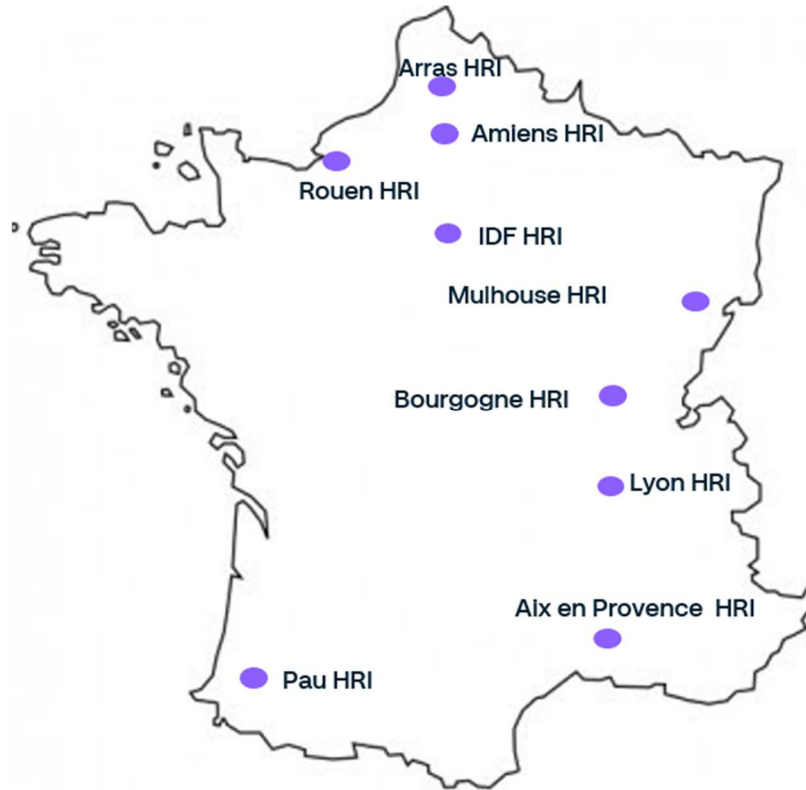 Arras HRI
Amiens HRI
Rouen HRI
IDF HRI
Mulhouse HRI
Bourgogne HRI
Lyon HRI
Aix en Provence  HRI
Pau HRI